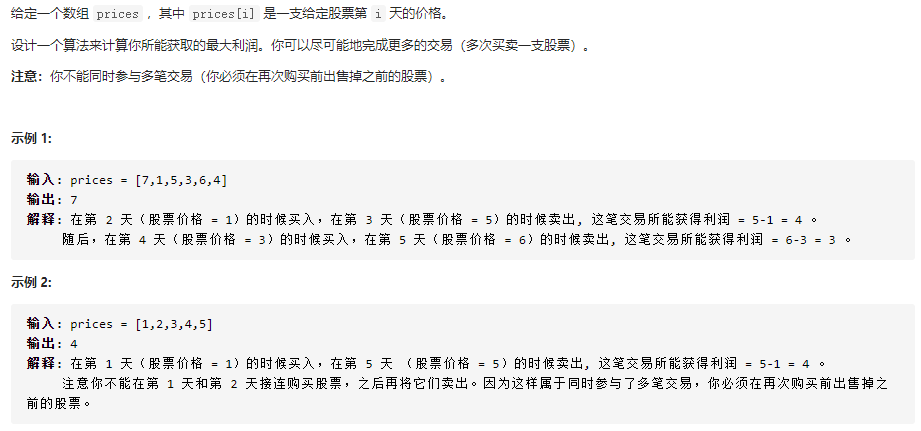 给定一个数组 prices ，其中 prices[i] 是一支给定股票第 i 天的价格。
设计一个算法来计算你所能获取的最大利润。你可以尽可能地完成更多的交易（多次买卖一支股票）。
注意：你不能同时参与多笔交易（你必须在再次购买前出售掉之前的股票）。
示例 1:
输入: prices = [7,1,5,3,6,4]
输出: 7
解释: 在第 2 天（股票价格 = 1）的时候买入，在第 3 天（股票价格 = 5）的时候卖出, 这笔交易所能获得利润 = 5-1 = 4 。
随后，在第 4 天（股票价格 = 3）的时候买入，在第 5 天（股票价格 = 6）的时候卖出, 这笔交易所能获得利润 = 6-3 = 3 。
示例 2:
输入: prices = [1,2,3,4,5]
输出: 4
解释: 在第 1 天（股票价格 = 1）的时候买入，在第 5 天 （股票价格 = 5）的时候卖出, 这笔交易所能获得利润 = 5-1 = 4 。
注意你不能在第 1 天和第 2 天接连购买股票，之后再将它们卖出。因为这样属于同时参与了多笔交易，你必须在再次购买前出售掉之
前的股票。